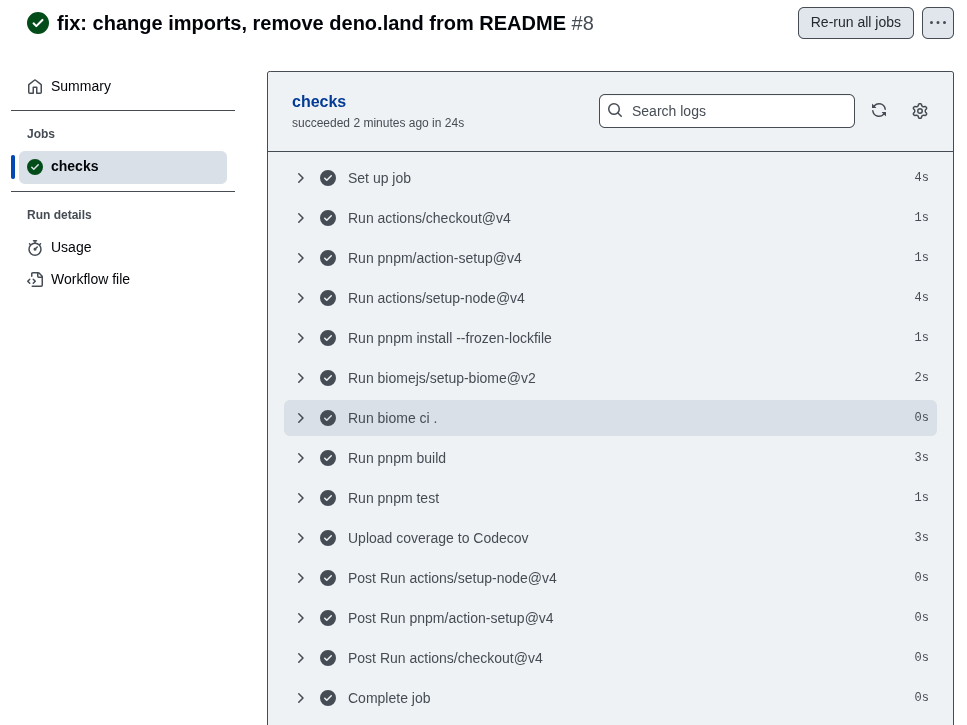 fix: change imports, remove deno.land from README #8
Re-run all jobs
Summary
Jobs
checks
Run details
Usage
Workflow file
checks
succeeded 2 minutes ago in 24s
Search logs
Set up job 4s
Run actions/checkout@v4 1s
Run pnpm/action-setup@v4 1s
Run actions/setup-node@v4 4s
Run pnpm install --frozen-lockfile 1s
Run biomejs/setup-biome@v2 2s
Run biome ci . 0s
Run pnpm build 3s
Run pnpm test 1s
Upload coverage to Codecov 3s
Post Run actions/setup-node@v4 0s
Post Run pnpm/action-setup@v4 0s
Post Run actions/checkout@v4 0s
Complete job 0s